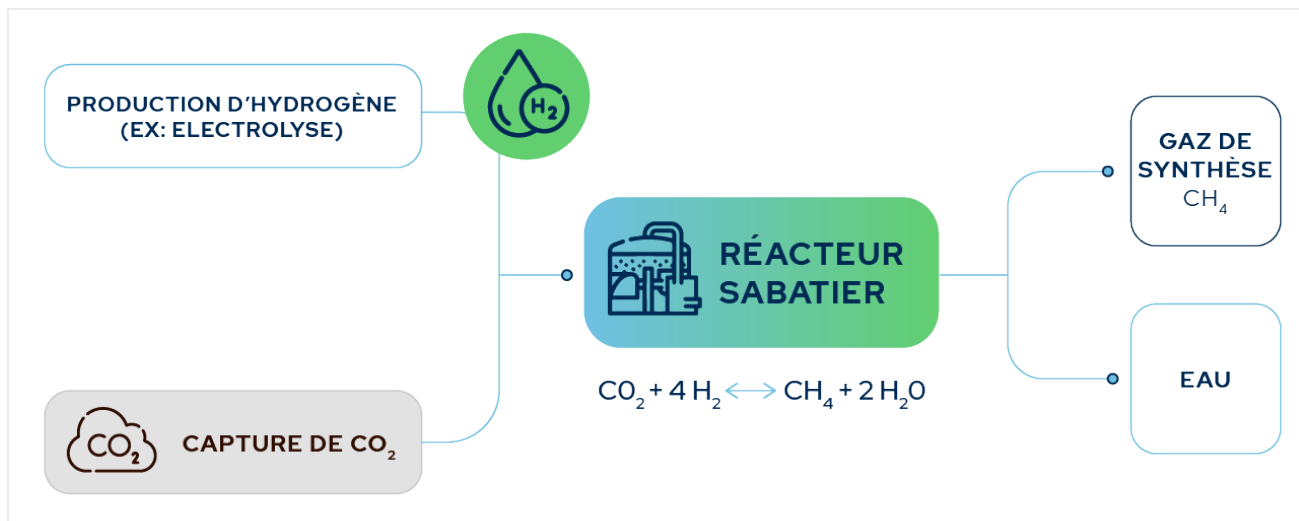 PRODUCTION D'HYDROGÈNE
(EX: ELECTROLYSE)
H₂
CO₂
CAPTURE DE CO₂
RÉACTEUR
SABATIER
CO₂ + 4 H₂ ⟷ CH₄ + 2 H₂O
GAZ DE
SYNTHÈSE
CH₄
EAU